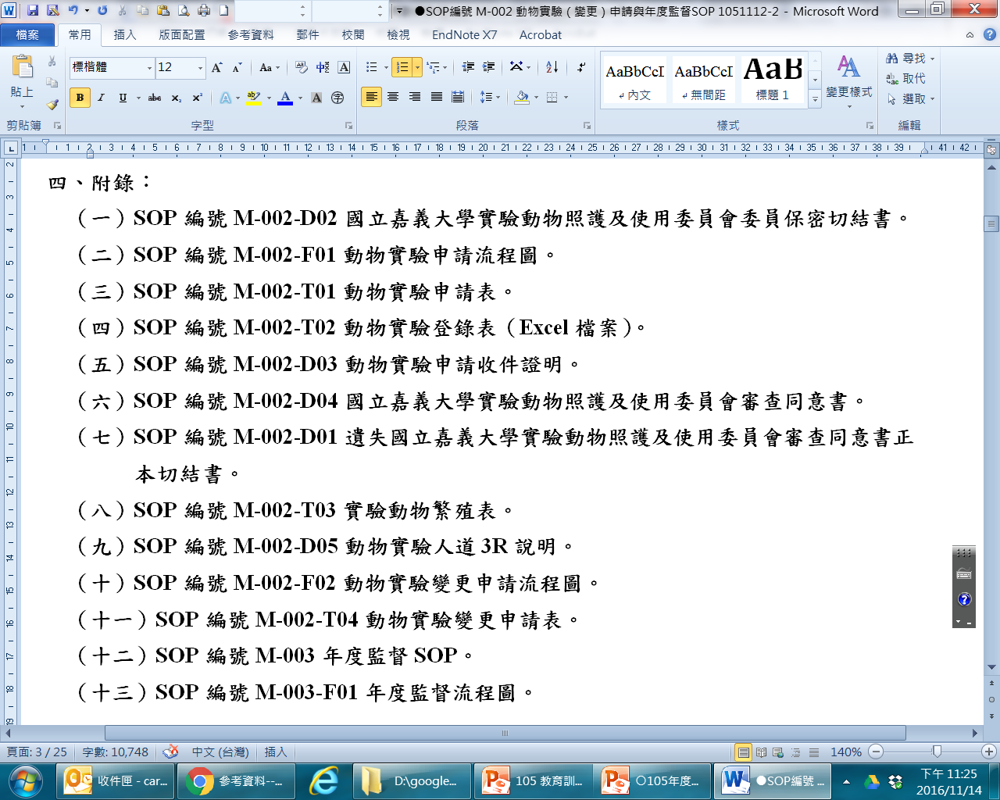 ●SOP編號 M-002 動物實驗（變更）申請與年度監督SOP 1051112-2 - Microsoft Word
檔案 常用 插入 版面配置 參考資料 郵件 校閱 檢視 EndNote X7 Acrobat
標楷體 12
貼上
AaBbCcI AaBbCcI AaB
內文 無間距 標題 1
變更樣式
尋找
取代
選取
剪貼簿 字型 段落 樣式 編輯
四、附錄：
（一）SOP 編號 M-002-D02 國立嘉義大學實驗動物照護及使用委員會委員保密切結書。
（二）SOP 編號 M-002-F01 動物實驗申請流程圖。
（三）SOP 編號 M-002-T01 動物實驗申請表。
（四）SOP 編號 M-002-T02 動物實驗登錄表（Excel 檔案）。
（五）SOP 編號 M-002-D03 動物實驗申請收件證明。
（六）SOP 編號 M-002-D04 國立嘉義大學實驗動物照護及使用委員會審查同意書。
（七）SOP 編號 M-002-D01 遺失國立嘉義大學實驗動物照護及使用委員會審查同意書正
本切結書。
（八）SOP 編號 M-002-T03 實驗動物繁殖表。
（九）SOP 編號 M-002-D05 動物實驗人道 3R 說明。
（十）SOP 編號 M-002-F02 動物實驗變更申請流程圖。
（十一）SOP 編號 M-002-T04 動物實驗變更申請表。
（十二）SOP 編號 M-003 年度監督 SOP。
（十三）SOP 編號 M-003-F01 年度監督流程圖。
頁面: 3 / 25 字數: 10,748 中文 (台灣) 插入 140%
收件匣 - car... 參考資料--... D:\google... 105 教育訓... ○105年度... ●SOP編號 ...
下午 11:25
2016/11/14